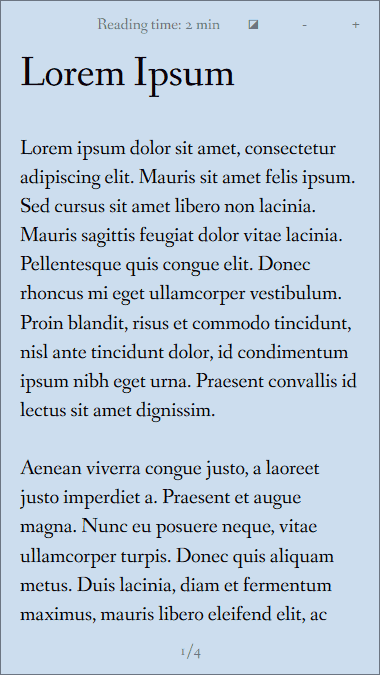 Reading time: 2 min ◪ - +
Lorem Ipsum
Lorem ipsum dolor sit amet, consectetur
adipiscing elit. Mauris sit amet felis ipsum.
Sed cursus sit amet libero non lacinia.
Mauris sagittis feugiat dolor vitae lacinia.
Pellentesque quis congue elit. Donec
rhoncus mi eget ullamcorper vestibulum.
Proin blandit, risus et commodo tincidunt,
nisl ante tincidunt dolor, id condimentum
ipsum nibh eget urna. Praesent convallis id
lectus sit amet dignissim.
Aenean viverra congue justo, a laoreet
justo imperdiet a. Praesent et augue
magna. Nunc eu posuere neque, vitae
ullamcorper turpis. Donec quis aliquam
metus. Duis lacinia, diam et fermentum
maximus, mauris libero eleifend elit, ac
1/4